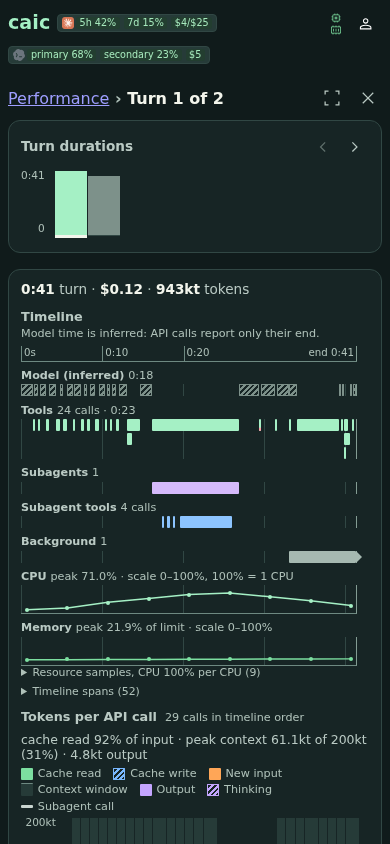 caic
5h 42% 7d 15% $4/$25
primary 68% secondary 23% $5
Performance › Turn 1 of 2
Turn durations
0:41
0
0:41 turn · $0.12 · 943kt tokens
Timeline
Model time is inferred: API calls report only their end.
0s 0:10 0:20 end 0:41
Model (inferred) 0:18
Tools 24 calls · 0:23
Subagents 1
Subagent tools 4 calls
Background 1
CPU peak 71.0% · scale 0–100%, 100% = 1 CPU
Memory peak 21.9% of limit · scale 0–100%
Resource samples, CPU 100% per CPU (9)
Timeline spans (52)
Tokens per API call 29 calls in timeline order
cache read 92% of input · peak context 61.1kt of 200kt
(31%) · 4.8kt output
Cache read Cache write New input
Context window Output Thinking
Subagent call
200kt